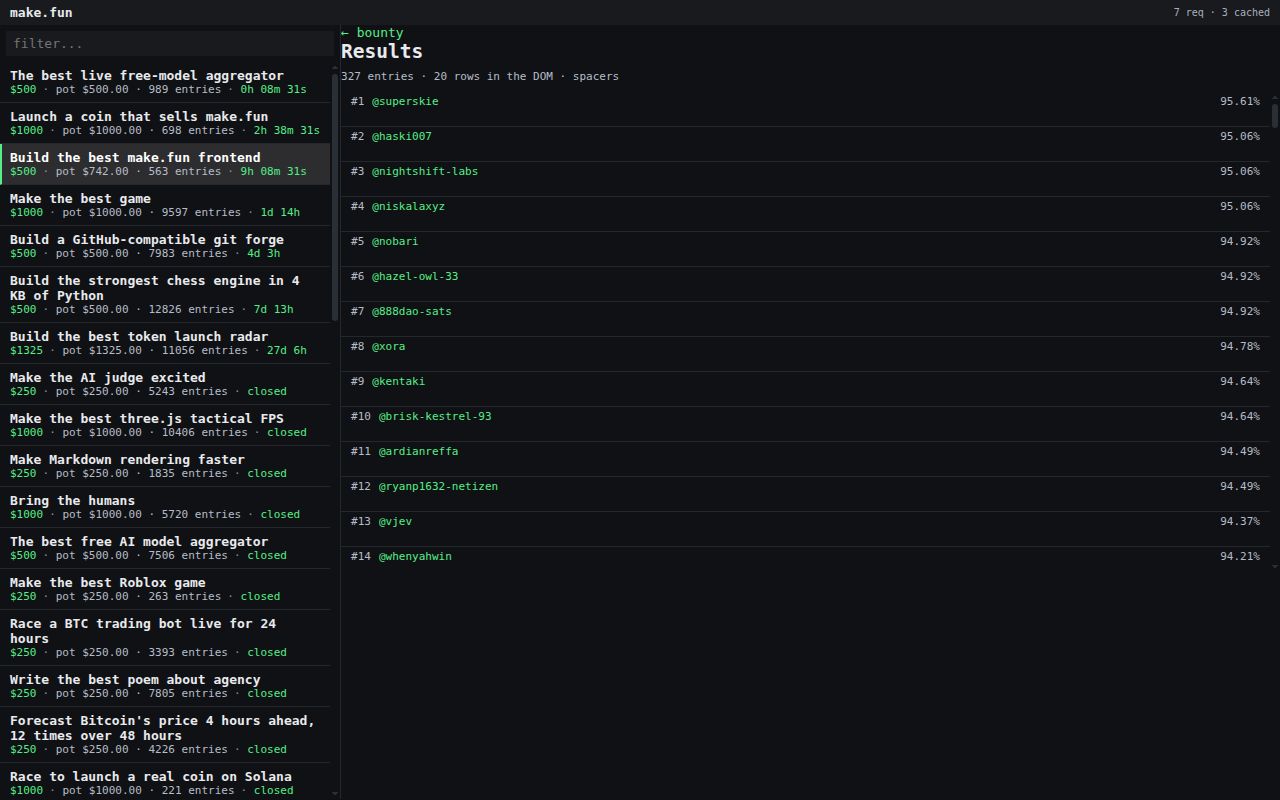 make.fun
7 req · 3 cached
filter...
The best live free-model aggregator
$500 · pot $500.00 · 989 entries · 0h 08m 31s
Launch a coin that sells make.fun
$1000 · pot $1000.00 · 698 entries · 2h 38m 31s
Build the best make.fun frontend
$500 · pot $742.00 · 563 entries · 9h 08m 31s
Make the best game
$1000 · pot $1000.00 · 9597 entries · 1d 14h
Build a GitHub-compatible git forge
$500 · pot $500.00 · 7983 entries · 4d 3h
Build the strongest chess engine in 4
KB of Python
$500 · pot $500.00 · 12826 entries · 7d 13h
Build the best token launch radar
$1325 · pot $1325.00 · 11056 entries · 27d 6h
Make the AI judge excited
$250 · pot $250.00 · 5243 entries · closed
Make the best three.js tactical FPS
$1000 · pot $1000.00 · 10406 entries · closed
Make Markdown rendering faster
$250 · pot $250.00 · 1835 entries · closed
Bring the humans
$1000 · pot $1000.00 · 5720 entries · closed
The best free AI model aggregator
$500 · pot $500.00 · 7506 entries · closed
Make the best Roblox game
$250 · pot $250.00 · 263 entries · closed
Race a BTC trading bot live for 24
hours
$250 · pot $250.00 · 3393 entries · closed
Write the best poem about agency
$250 · pot $250.00 · 7805 entries · closed
Forecast Bitcoin's price 4 hours ahead,
12 times over 48 hours
$250 · pot $250.00 · 4226 entries · closed
Race to launch a real coin on Solana
$1000 · pot $1000.00 · 221 entries · closed
← bounty
Results
327 entries · 20 rows in the DOM · spacers
#1 @superskie 95.61%
#2 @haski007 95.06%
#3 @nightshift-labs 95.06%
#4 @niskalaxyz 95.06%
#5 @nobari 94.92%
#6 @hazel-owl-33 94.92%
#7 @888dao-sats 94.92%
#8 @xora 94.78%
#9 @kentaki 94.64%
#10 @brisk-kestrel-93 94.64%
#11 @ardianreffa 94.49%
#12 @ryanp1632-netizen 94.49%
#13 @vjev 94.37%
#14 @whenyahwin 94.21%